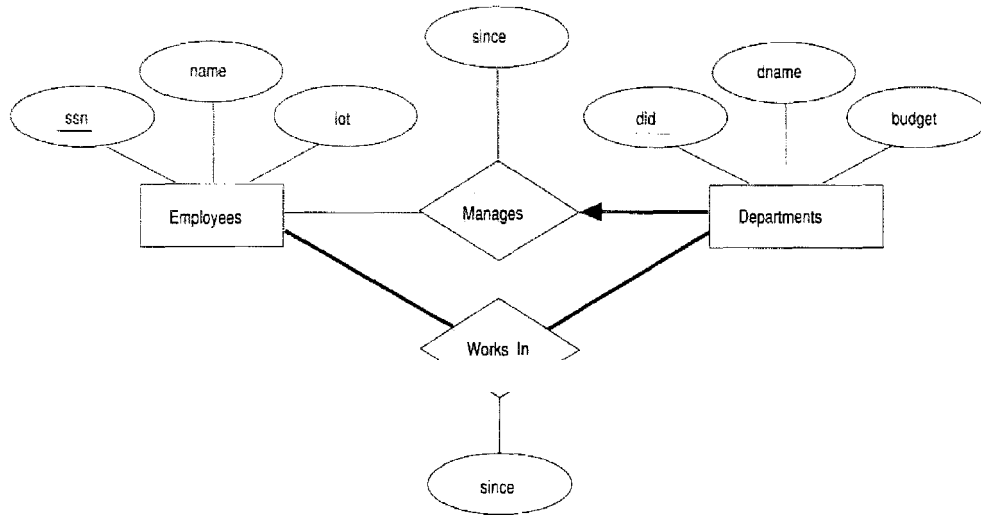 since
name
dname
ssn
lot
did
budget
Employees
Manages
Departments
Works In
since